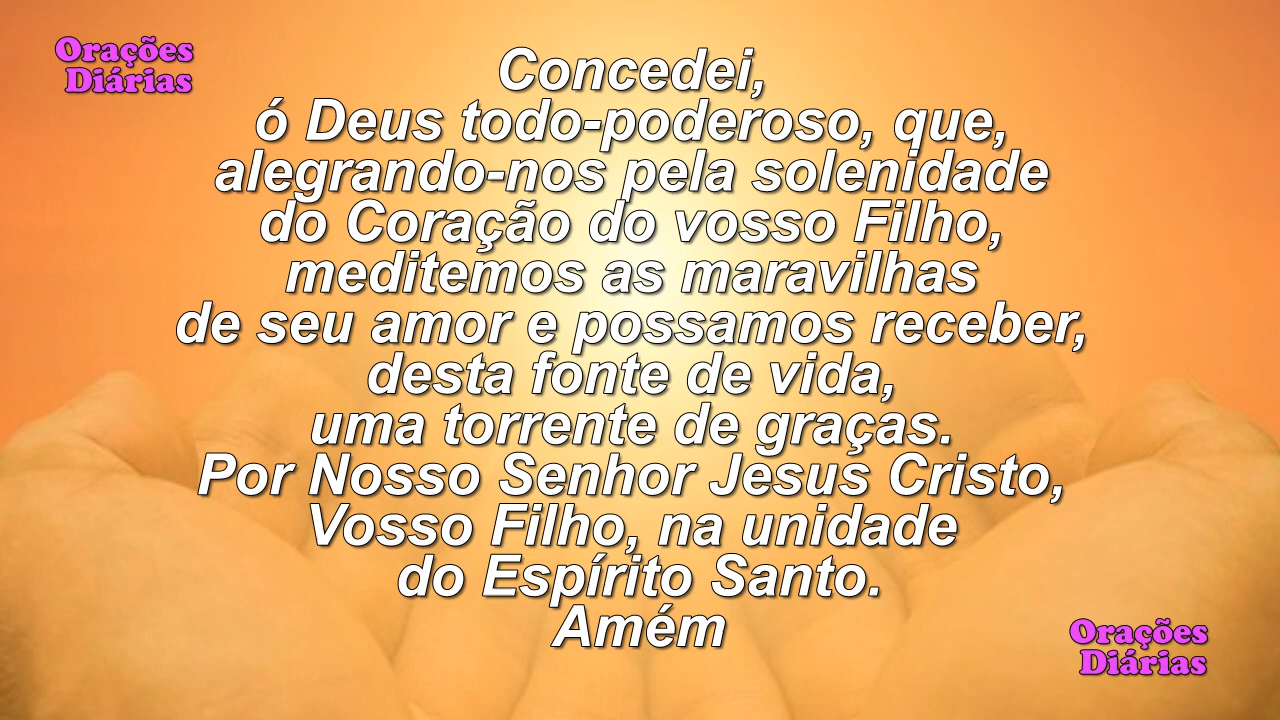 Orações
Diárias
Concedei,
ó Deus todo-poderoso, que,
alegrando-nos pela solenidade
do Coração do vosso Filho,
meditemos as maravilhas
de seu amor e possamos receber,
desta fonte de vida,
uma torrente de graças.
Por Nosso Senhor Jesus Cristo,
Vosso Filho, na unidade
do Espírito Santo.
Amém
Orações
Diárias